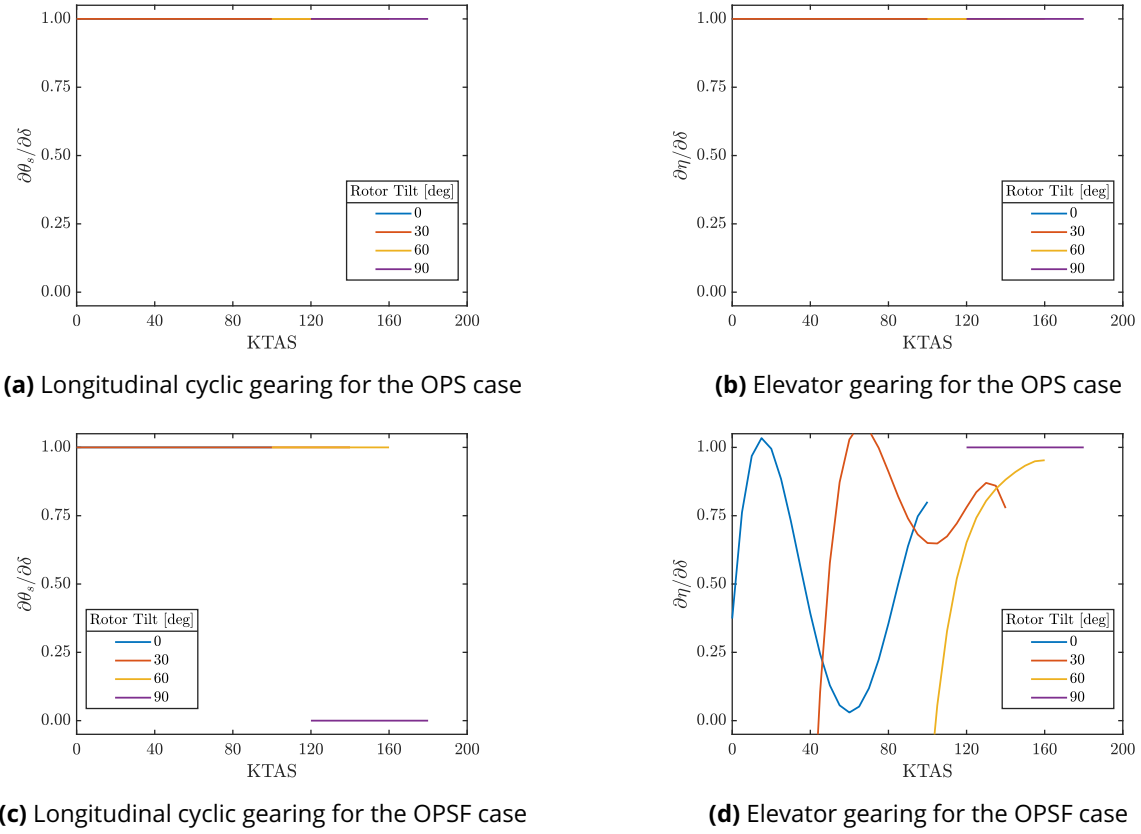 1.00
0.75
0.50
0.25
0.00
∂θs/∂δ
Rotor Tilt [deg]
0
30
60
90
0 40 80 120 160 200
KTAS
(a) Longitudinal cyclic gearing for the OPS case
1.00
0.75
0.50
0.25
0.00
∂η/∂δ
Rotor Tilt [deg]
0
30
60
90
0 40 80 120 160 200
KTAS
(b) Elevator gearing for the OPS case
1.00
0.75
0.50
0.25
0.00
∂θs/∂δ
Rotor Tilt [deg]
0
30
60
90
0 40 80 120 160 200
KTAS
(c) Longitudinal cyclic gearing for the OPSF case
1.00
0.75
0.50
0.25
0.00
∂η/∂δ
Rotor Tilt [deg]
0
30
60
90
0 40 80 120 160 200
KTAS
(d) Elevator gearing for the OPSF case